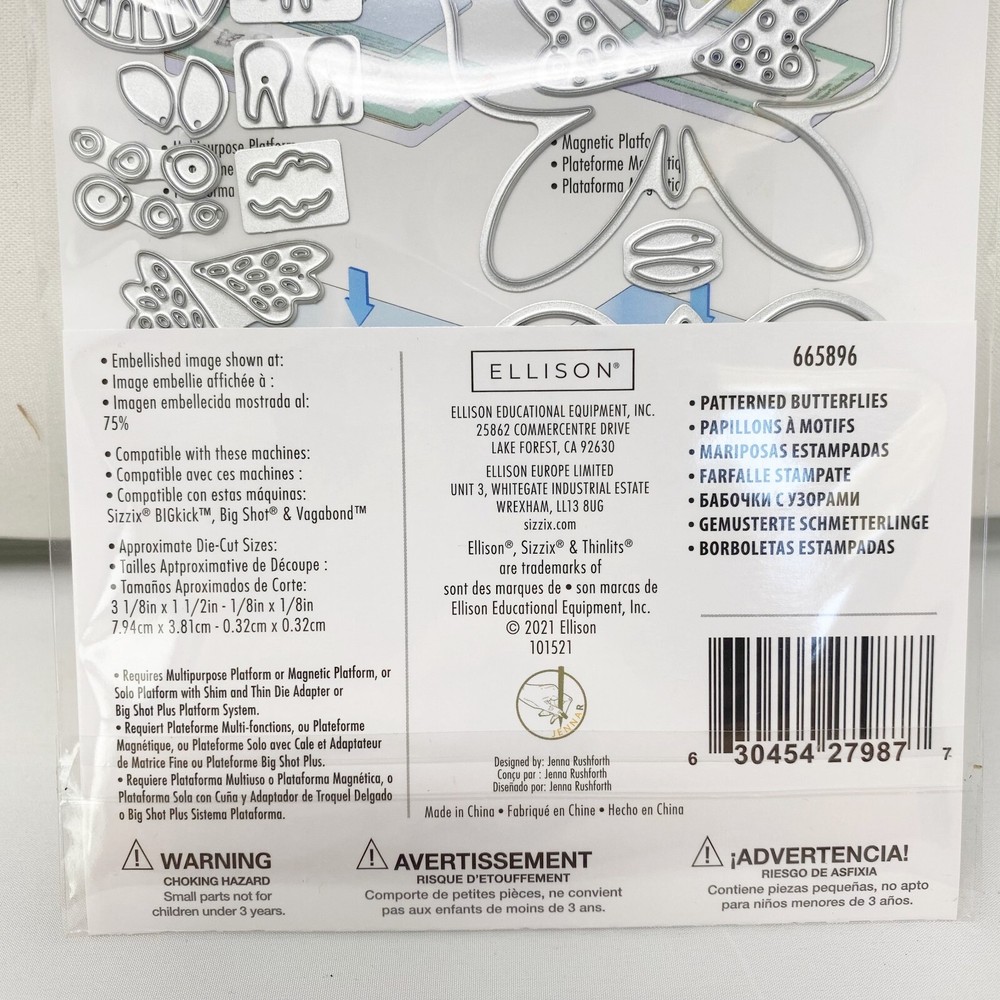 • Multipurpose Platform
• Magnetic Platfo
• Plateforme M
• Plataforma M
• Embellished image shown at:
• Image embellie affichée à :
• Imagen embellecida mostrada al:
75%
• Compatible with these machines:
• Compatible avec ces machines :
• Compatible con estas máquinas:
Sizzix® BIGkick™, Big Shot® & Vagabond™
• Approximate Die-Cut Sizes:
• Tailles Aptproximative de Découpe :
• Tamaños Aproximados de Corte:
3 1/8in x 1 1/2in - 1/8in x 1/8in
7.94cm x 3.81cm - 0.32cm x 0.32cm
• Requires Multipurpose Platform or Magnetic Platform, or
Solo Platform with Shim and Thin Die Adapter or
Big Shot Plus Platform System.
• Requiert Plateforme Multi-fonctions, ou Plateforme
Magnétique, ou Plateforme Solo avec Cale et Adaptateur
de Matrice Fine ou Plateforme Big Shot Plus.
• Requiere Plataforma Multiuso o Plataforma Magnética, o
Plataforma Sola con Cuña y Adaptador de Troquel Delgado
o Big Shot Plus Sistema Plataforma.
ELLISON®
ELLISON EDUCATIONAL EQUIPMENT, INC.
25862 COMMERCENTRE DRIVE
LAKE FOREST, CA 92630
ELLISON EUROPE LIMITED
UNIT 3, WHITEGATE INDUSTRIAL ESTATE
WREXHAM, LL13 8UG
sizzix.com
Ellison®, Sizzix® & Thinlits®
are trademarks of
sont des marques de • son marcas de
Ellison Educational Equipment, Inc.
© 2021 Ellison
101521
JENNAR
Designed by: Jenna Rushforth
Conçu par : Jenna Rushforth
Diseñado por: Jenna Rushforth
Made in China • Fabriqué en Chine • Hecho en China
665896
• PATTERNED BUTTERFLIES
• PAPILLONS À MOTIFS
• MARIPOSAS ESTAMPADAS
• FARFALLE STAMPATE
• БАБОЧКИ С УЗОРАМИ
• GEMUSTERTE SCHMETTERLINGE
• BORBOLETAS ESTAMPADAS
6 30454 27987 7
WARNING
CHOKING HAZARD
Small parts not for
children under 3 years.
AVERTISSEMENT
RISQUE D'ETOUFFEMENT
Comporte de petites pièces, ne convient
pas aux enfants de moins de 3 ans.
¡ADVERTENCIA!
RIESGO DE ASFIXIA
Contiene piezas pequeñas, no apto
para niños menores de 3 años.